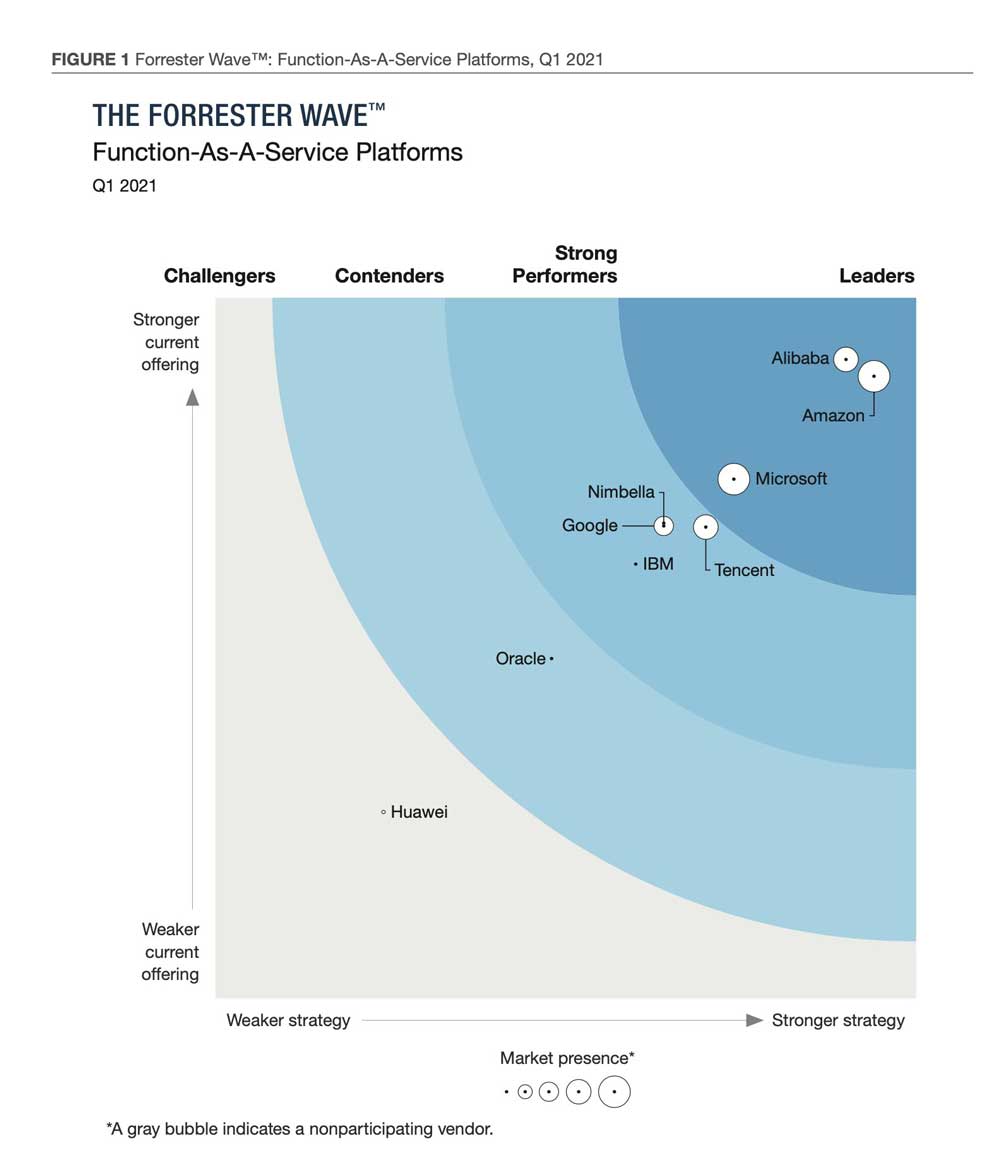 FIGURE 1 Forrester Wave™: Function-As-A-Service Platforms, Q1 2021
THE FORRESTER WAVE™
Function-As-A-Service Platforms
Q1 2021
Challengers
Contenders
Strong
Performers
Leaders
Stronger
current
offering
Alibaba
Amazon
Microsoft
Nimbella
Google
IBM
Tencent
Oracle
Huawei
Weaker
current
offering
Weaker strategy
Stronger strategy
Market presence*
*A gray bubble indicates a nonparticipating vendor.